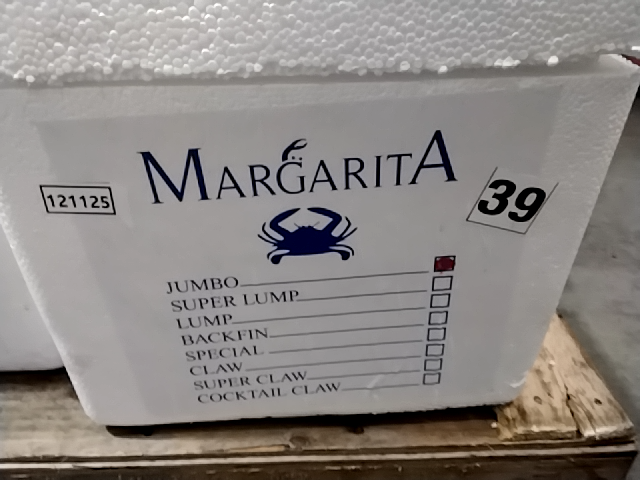 MARGARITA
121125
39
JUMBO
SUPER LUMP
LUMP
BACKFIN
SPECIAL
CLAW
SUPER CLAW
COCKTAIL CLAW